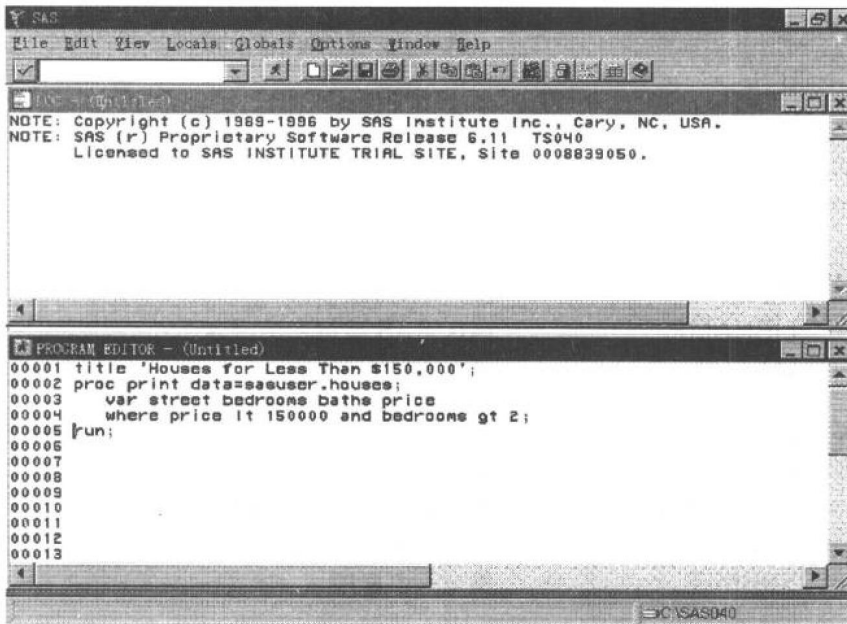 SAS
File Edit View Locals Globals Options Window Help
LOG - (Untitled)
NOTE: Copyright (c) 1989-1996 by SAS Institute Inc., Cary, NC, USA.
NOTE: SAS (r) Proprietary Software Release 6.11 TS040
Licensed to SAS INSTITUTE TRIAL SITE, Site 0008839050.
PROGRAM EDITOR - (Untitled)
00001 title 'Houses for Less Than $150,000';
00002 proc print data=sasuser.houses;
00003 var street bedrooms baths price
00004 where price lt 150000 and bedrooms gt 2;
00005 run;
00006
00007
00008
00009
00010
00011
00012
00013
C:\SAS040